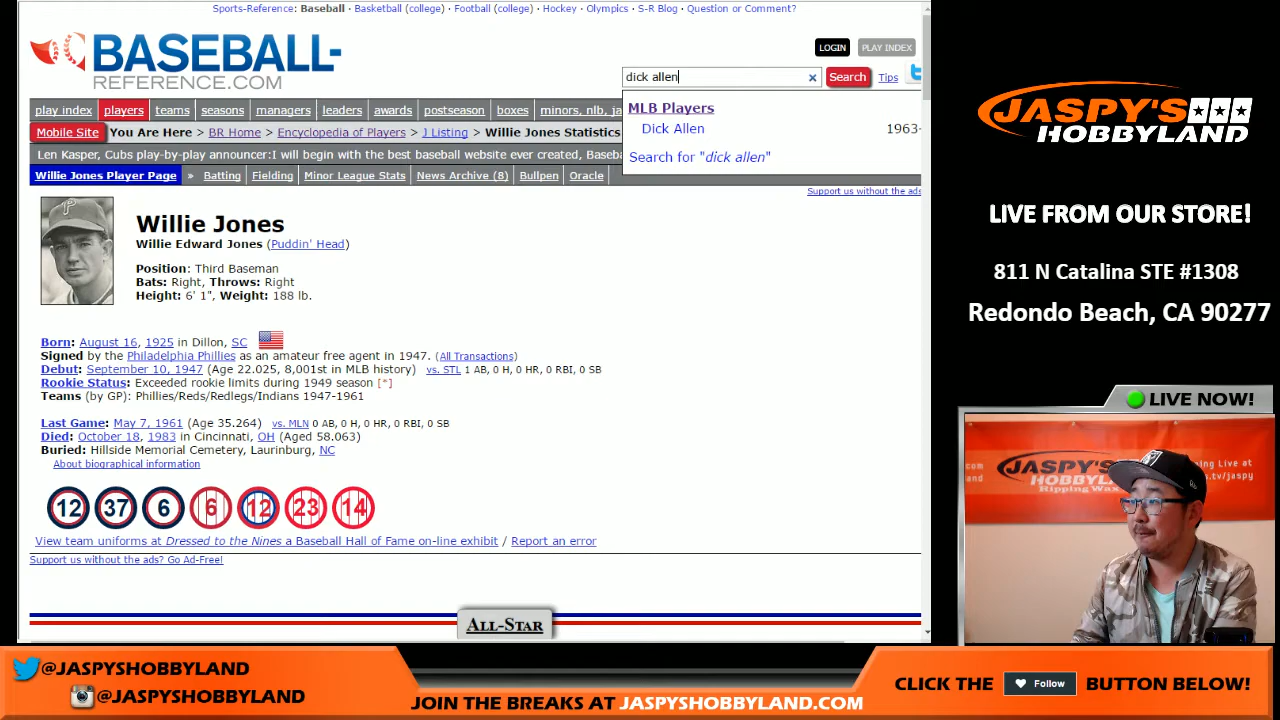 Sports-Reference: Baseball · Basketball (college) · Football (college) · Hockey · Olympics · S-R Blog · Question or Comment?
BASEBALL-
REFERENCE.COM
LOGIN PLAY INDEX
dick allen × Search Tips
MLB Players
Dick Allen 1963-
Search for "dick allen"
play index players teams seasons managers leaders awards postseason boxes minors, nlb, ja
Mobile Site You Are Here > BR Home > Encyclopedia of Players > J Listing > Willie Jones Statistics
Len Kasper, Cubs play-by-play announcer:I will begin with the best baseball website ever created, Baseba
Willie Jones Player Page » Batting Fielding Minor League Stats News Archive (8) Bullpen Oracle
Support us without the ads
Willie Jones
Willie Edward Jones (Puddin' Head)
Position: Third Baseman
Bats: Right, Throws: Right
Height: 6' 1", Weight: 188 lb.
Born: August 16, 1925 in Dillon, SC
Signed by the Philadelphia Phillies as an amateur free agent in 1947. (All Transactions)
Debut: September 10, 1947 (Age 22.025, 8,001st in MLB history) vs. STL 1 AB, 0 H, 0 HR, 0 RBI, 0 SB
Rookie Status: Exceeded rookie limits during 1949 season [*]
Teams (by GP): Phillies/Reds/Redlegs/Indians 1947-1961
Last Game: May 7, 1961 (Age 35.264) vs. MLN 0 AB, 0 H, 0 HR, 0 RBI, 0 SB
Died: October 18, 1983 in Cincinnati, OH (Aged 58.063)
Buried: Hillside Memorial Cemetery, Laurinburg, NC
About biographical information
12 37 6 6 12 23 14
View team uniforms at Dressed to the Nines a Baseball Hall of Fame on-line exhibit / Report an error
Support us without the ads? Go Ad-Free!
ALL-STAR
JASPY'S
HOBBYLAND
LIVE FROM OUR STORE!
811 N Catalina STE #1308
Redondo Beach, CA 90277
LIVE NOW!
JASPY'S
HOBBYLAND
Ripping Wax
.com
ing Live at
.tv/jaspy
P
@JASPYSHOBBYLAND
@JASPYSHOBBYLAND
JOIN THE BREAKS AT JASPYSHOBBYLAND.COM
CLICK THE Follow BUTTON BELOW!